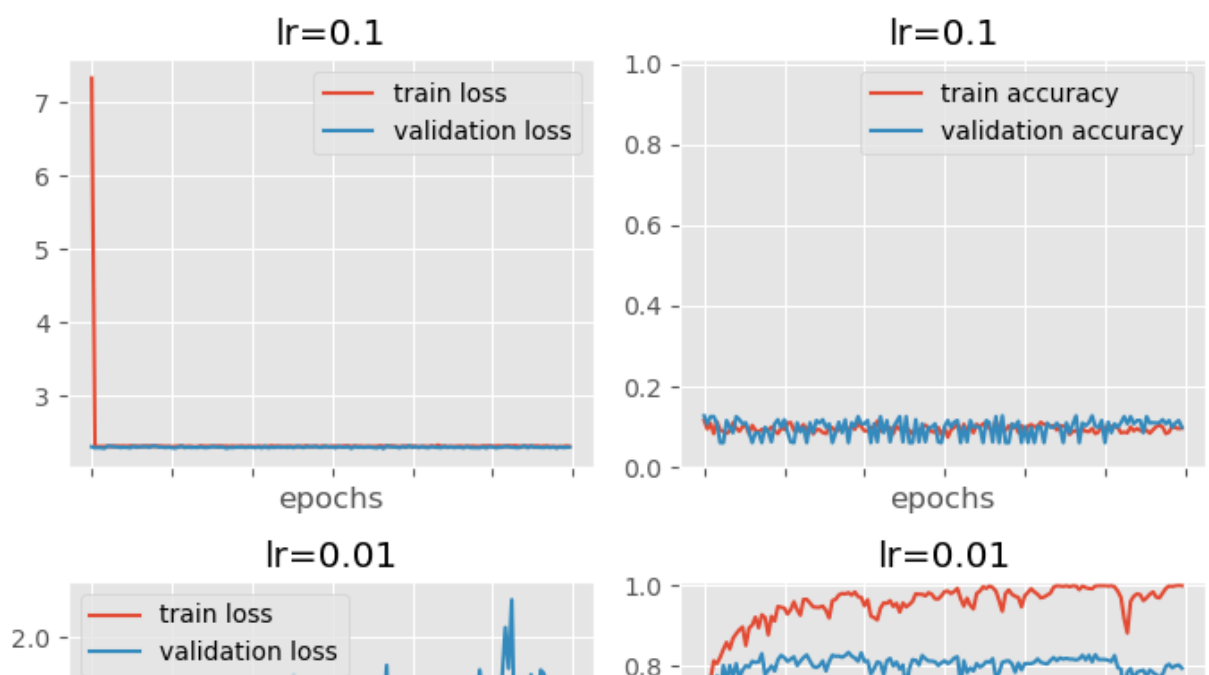 lr=0.1
7
6
5
4
3
train loss
validation loss
epochs
lr=0.1
1.0
0.8
0.6
0.4
0.2
0.0
train accuracy
validation accuracy
epochs
lr=0.01
2.0
train loss
validation loss
lr=0.01
1.0
0.8